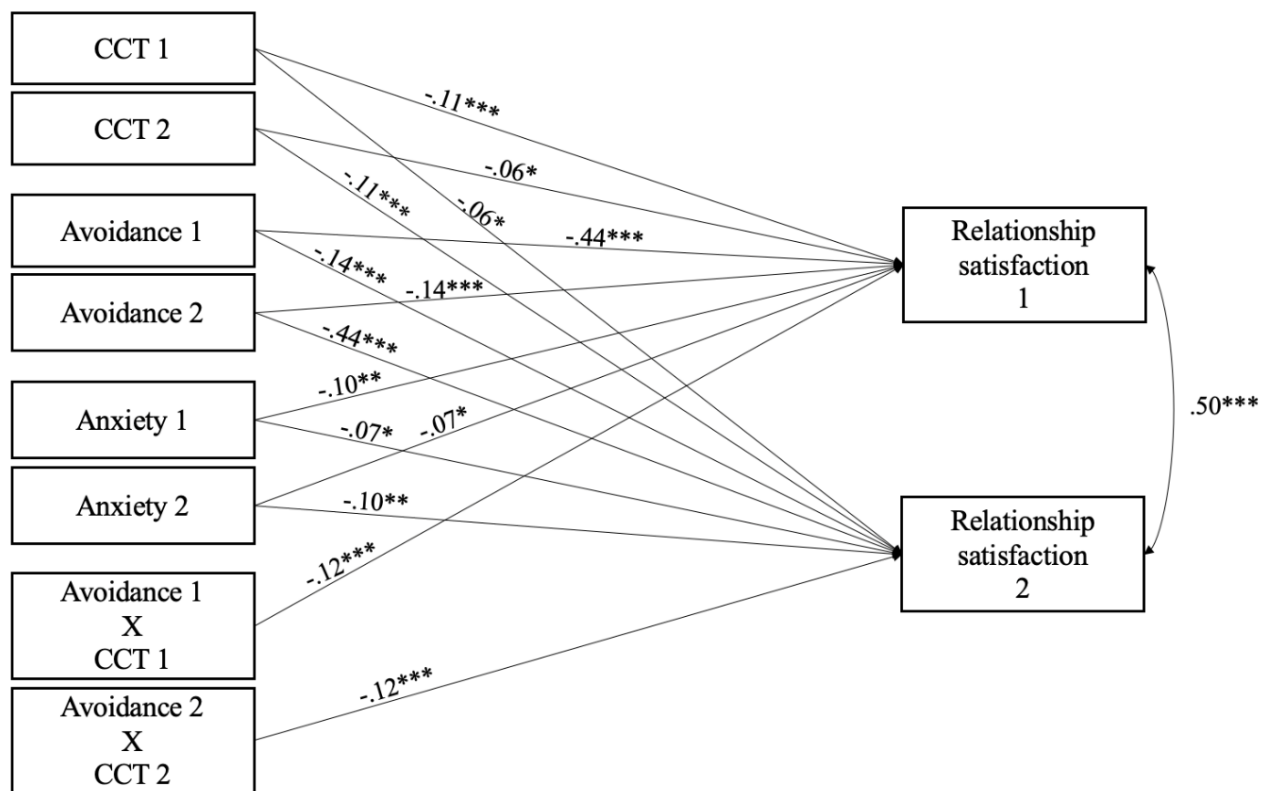 CCT 1
CCT 2
Avoidance 1
Avoidance 2
Anxiety 1
Anxiety 2
Avoidance 1
X
CCT 1
Avoidance 2
X
CCT 2
-.11***
-.06*
-.11***
-.06*
-.44***
-.14***
-.14***
-.44***
-.10**
-.07*
-.07*
-.10**
-.12***
-.12***
Relationship
satisfaction
1
Relationship
satisfaction
2
.50***